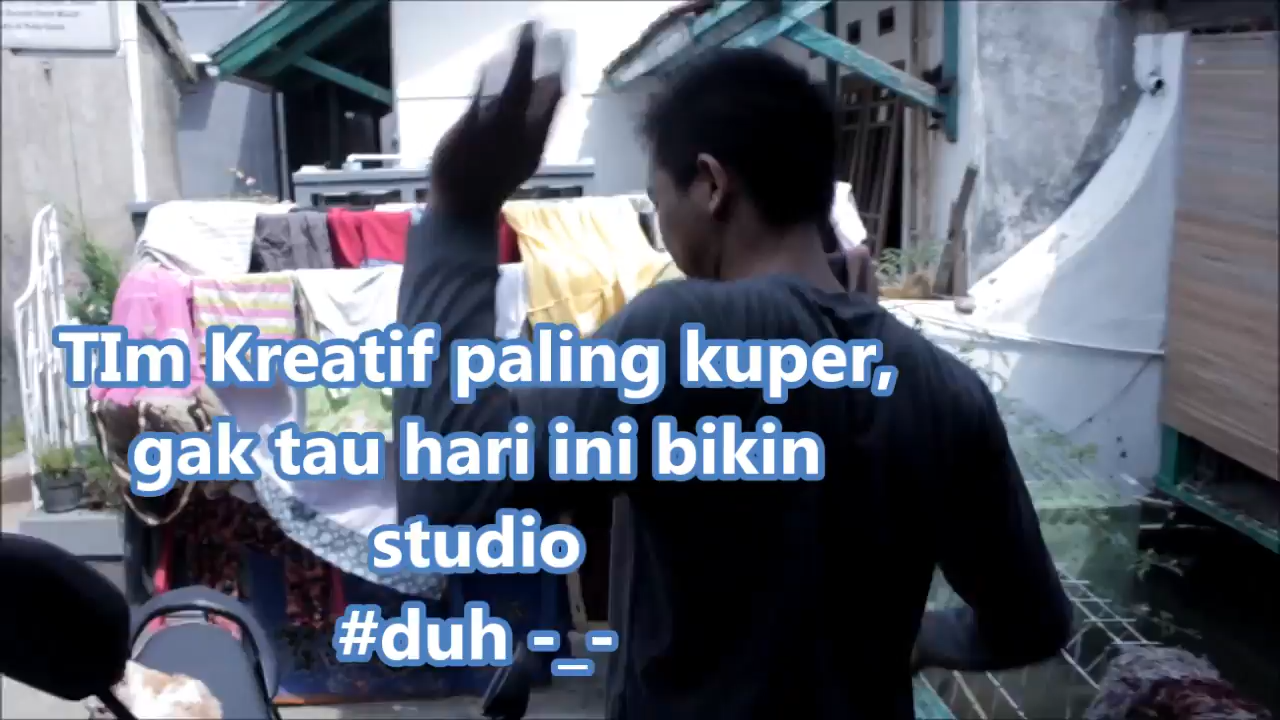 TIm Kreatif paling kuper,
gak tau hari ini bikin
studio
#duh -_-